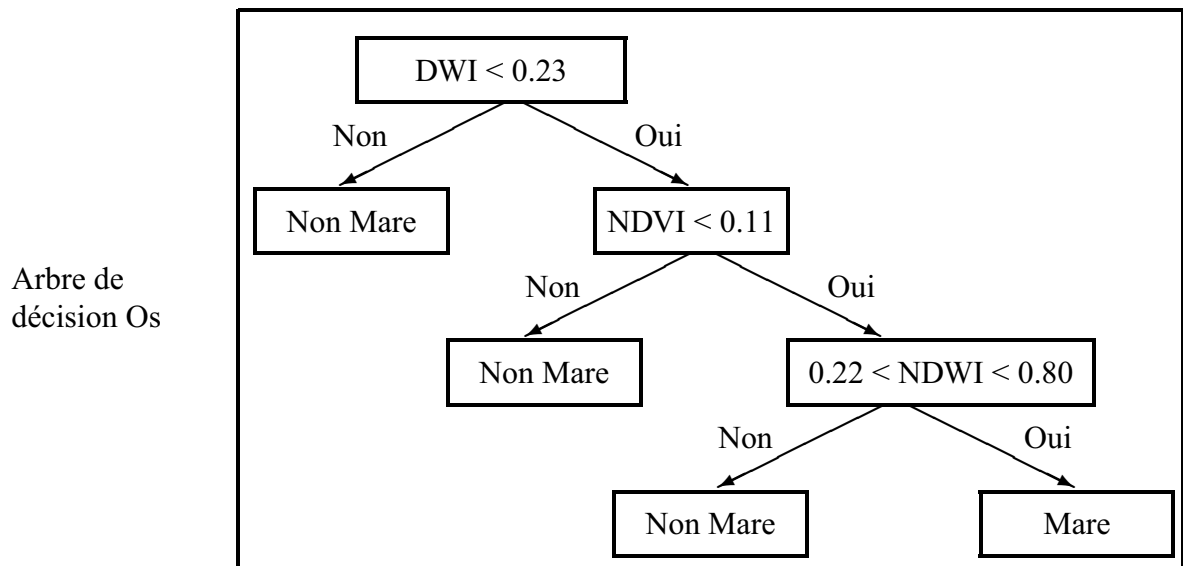 DWI < 0.23
Non
Oui
Non Mare
NDVI < 0.11
Arbre de
décision Os
Non
Oui
Non Mare
0.22 < NDWI < 0.80
Non
Oui
Non Mare
Mare